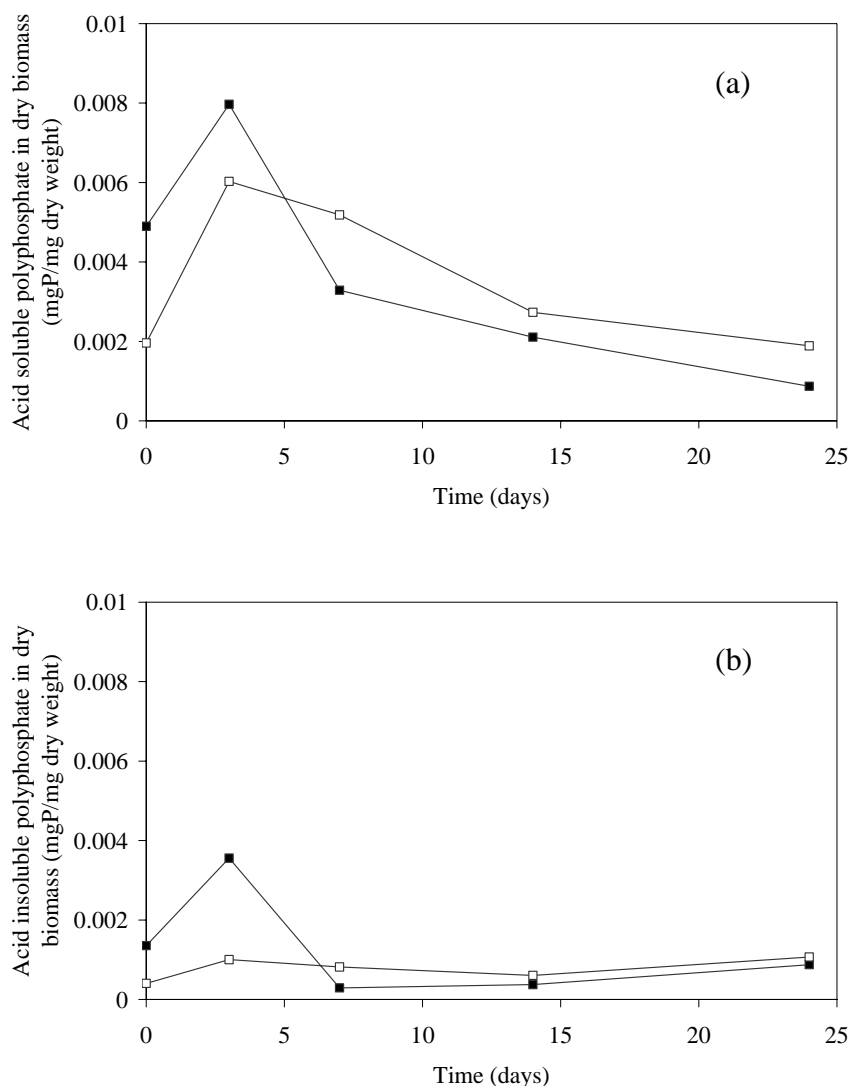 Acid soluble polyphosphate in dry biomass
(mgP/mg dry weight)
0.01
0.008
0.006
0.004
0.002
0
(a)
0 5 10 15 20 25
Time (days)
Acid insoluble polyphosphate in dry
biomass (mgP/mg dry weight)
0.01
0.008
0.006
0.004
0.002
0
(b)
0 5 10 15 20 25
Time (days)